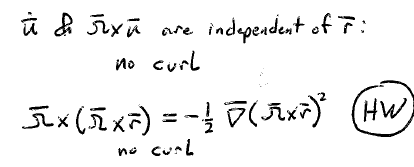 u̇ & Ω̄×ū are independent of r̄:
no curl
Ω̄×(Ω̄×r̄) = -½ ∇̄(Ω̄×r̄)² HW
no curl